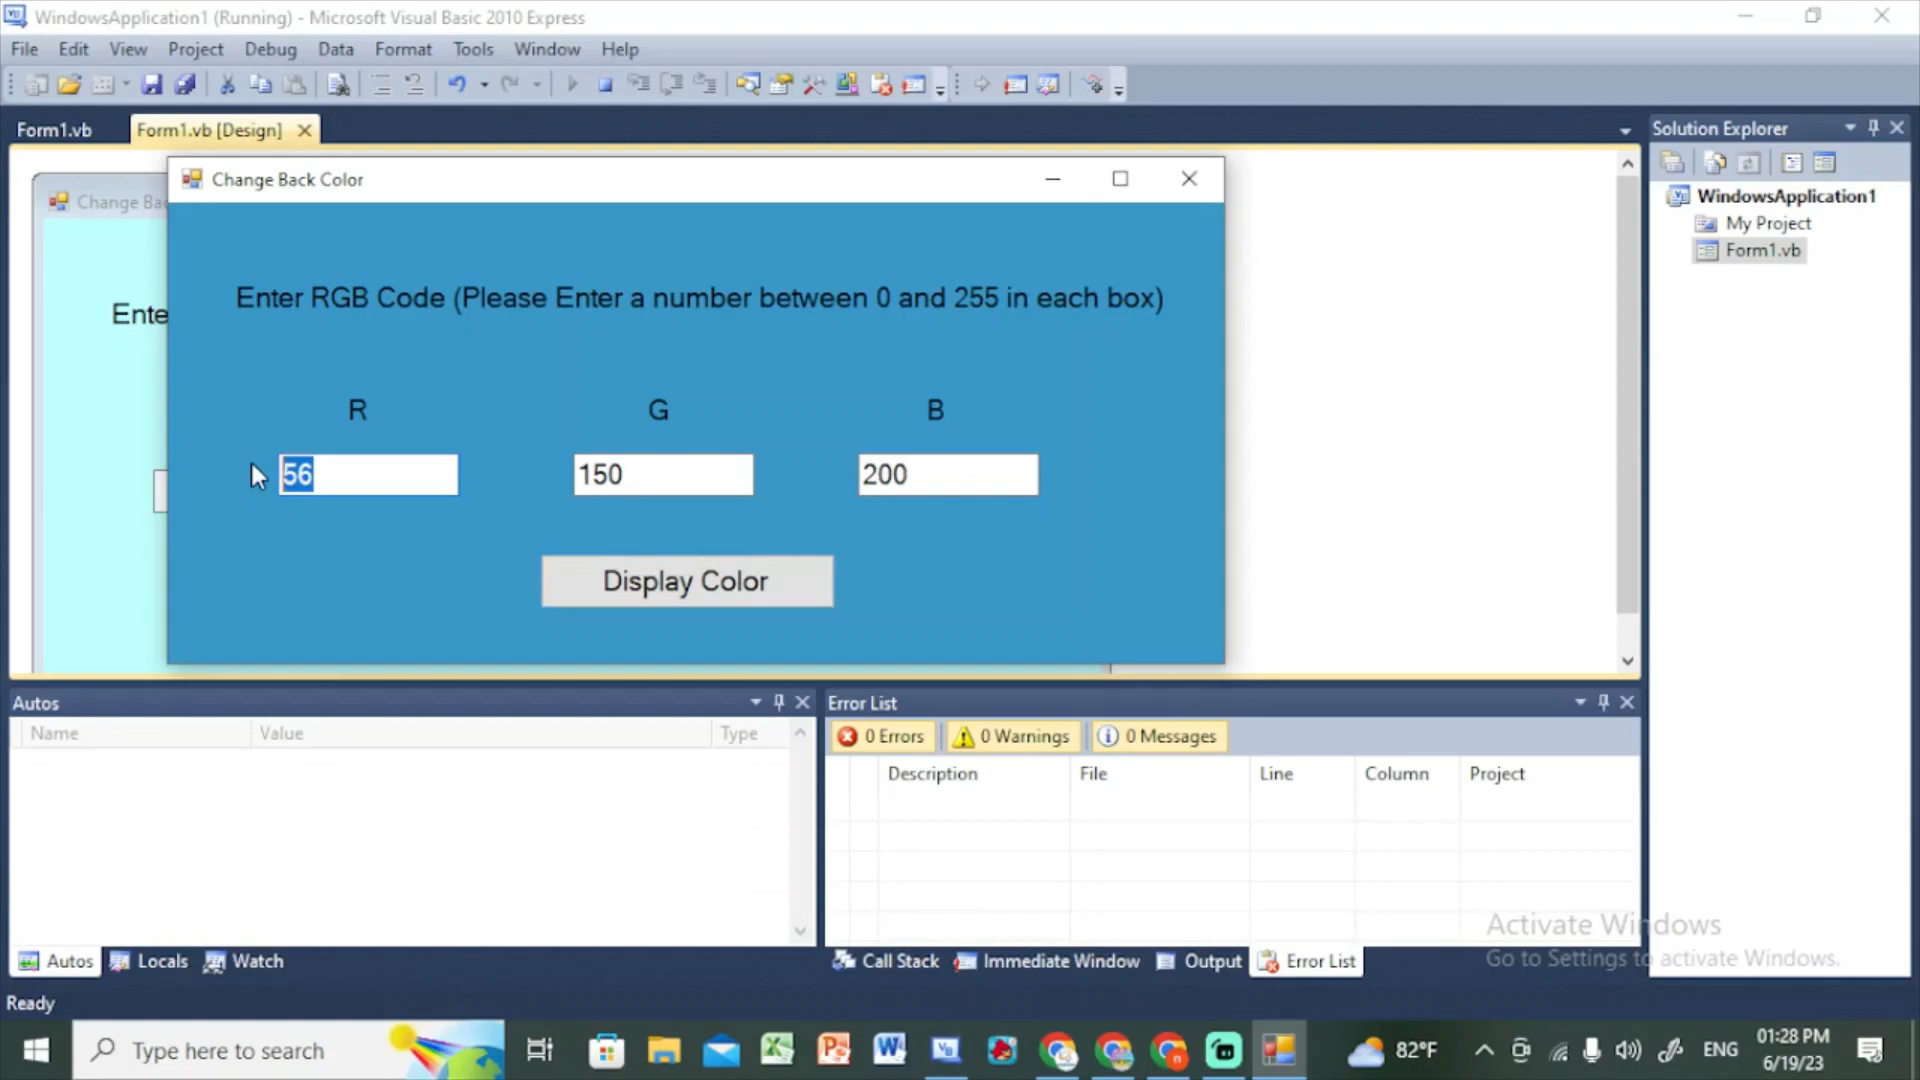 WindowsApplication1 (Running) - Microsoft Visual Basic 2010 Express
File Edit View Project Debug Data Format Tools Window Help
Form1.vb Form1.vb [Design]
Solution Explorer
WindowsApplication1
My Project
Form1.vb
Change Bac
Ente
Change Back Color
Enter RGB Code (Please Enter a number between 0 and 255 in each box)
R G B
56 150 200
Display Color
Autos
Name Value Type
Error List
0 Errors 0 Warnings 0 Messages
Description File Line Column Project
Activate Windows
Go to Settings to activate Windows.
Autos Locals Watch
Call Stack Immediate Window Output Error List
Ready
Type here to search
82°F
ENG
01:28 PM
6/19/23